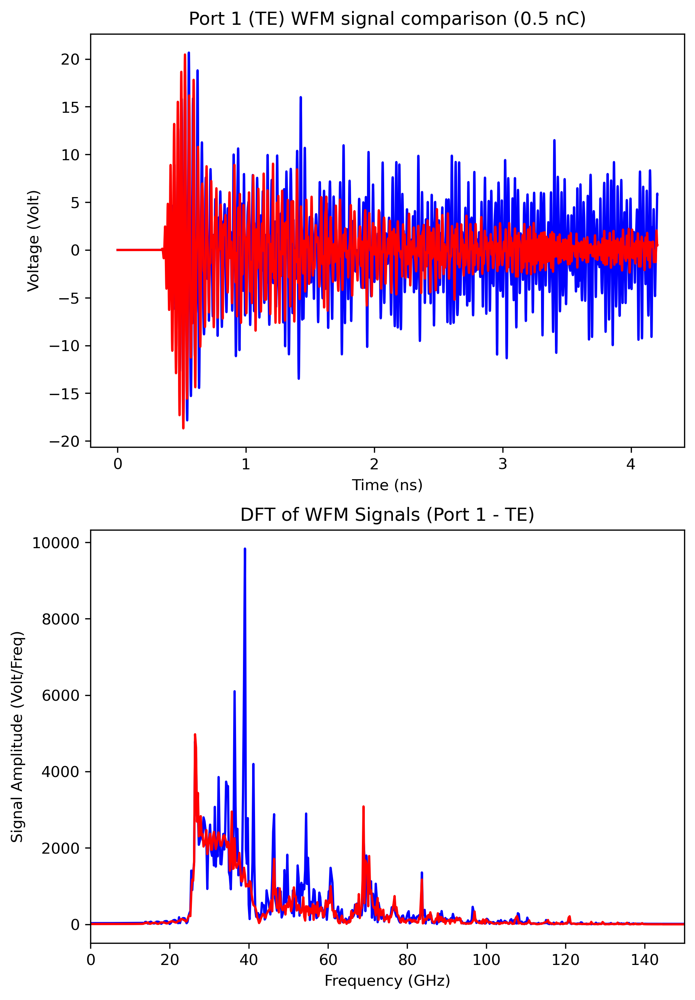 Port 1 (TE) WFM signal comparison (0.5 nC)
20
15
10
5
0
−5
−10
−15
−20
Voltage (Volt)
0 1 2 3 4
Time (ns)
DFT of WFM Signals (Port 1 - TE)
10000
8000
6000
4000
2000
0
Signal Amplitude (Volt/Freq)
0 20 40 60 80 100 120 140
Frequency (GHz)